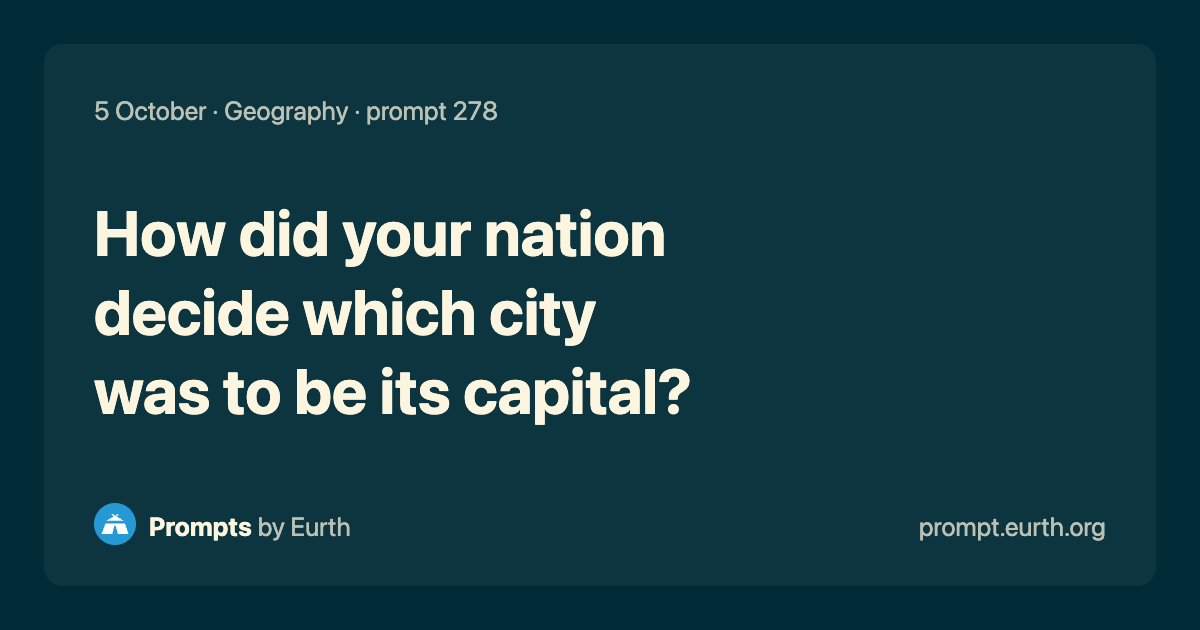 5 October · Geography · prompt 278
How did your nation
decide which city
was to be its capital?
Prompts by Eurth
prompt.eurth.org